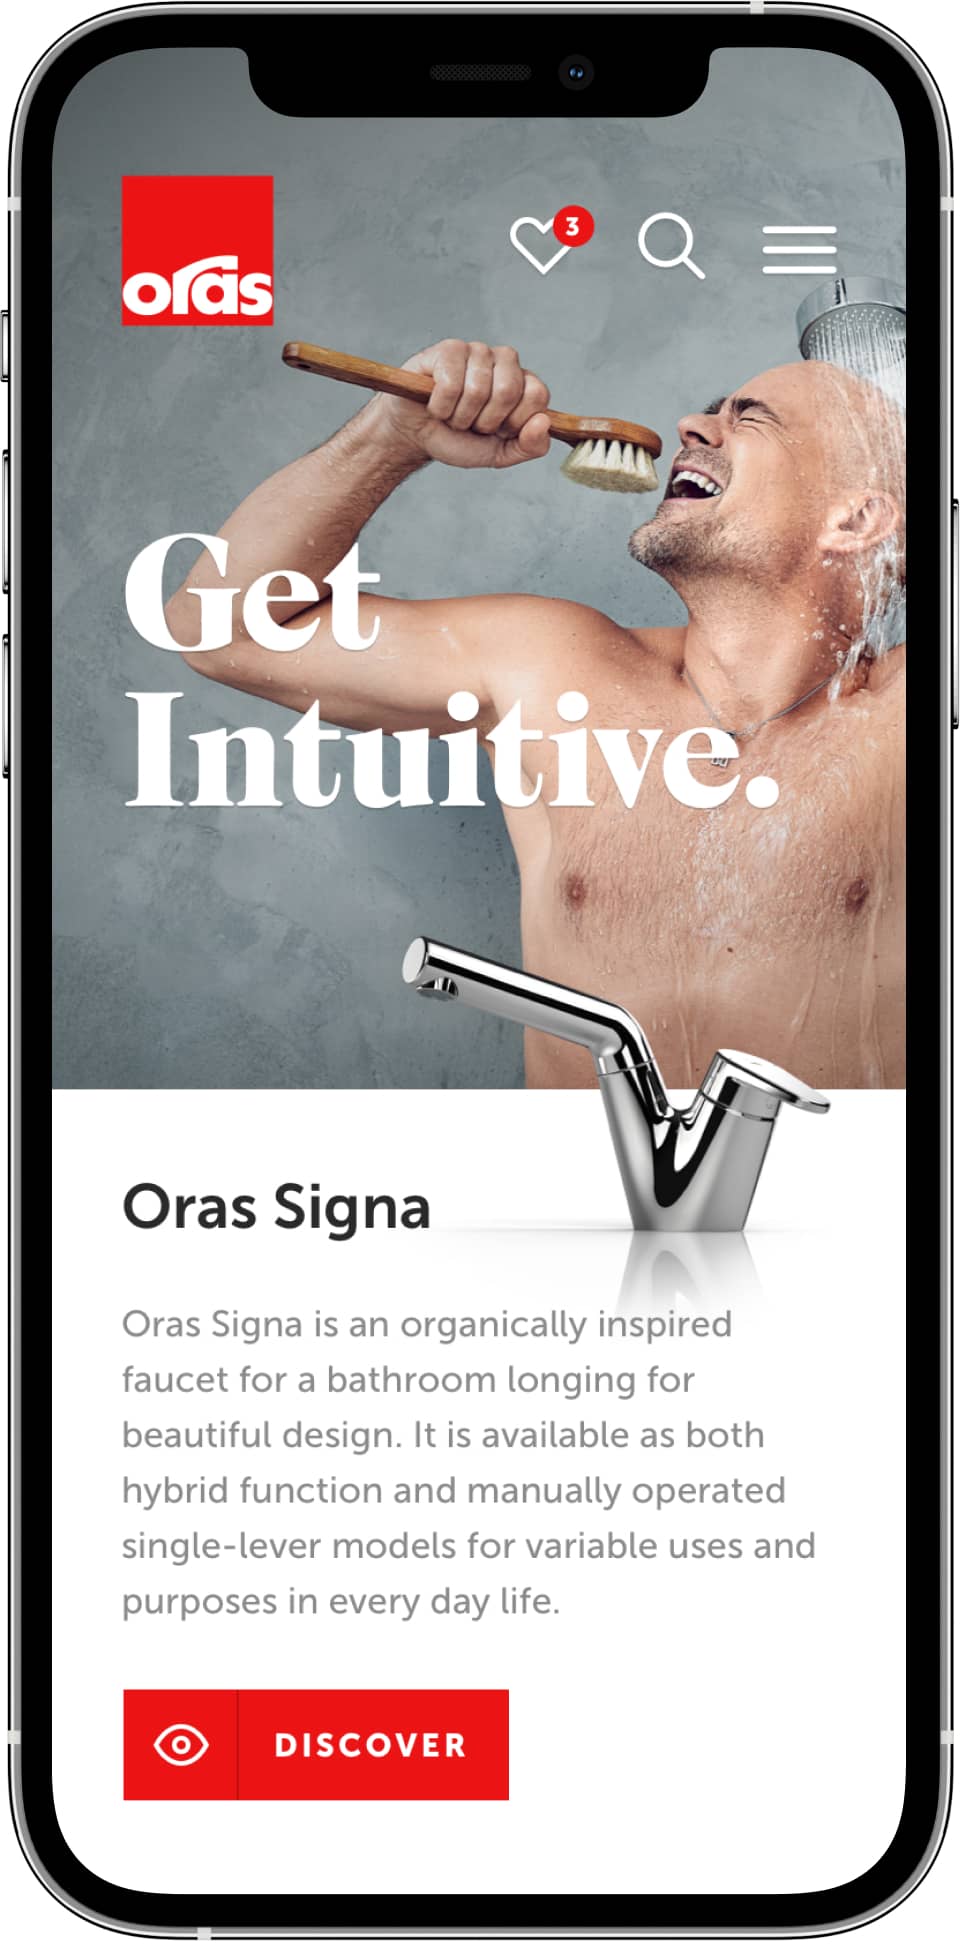 oras
3
Get
Intuitive.
Oras Signa
Oras Signa is an organically inspired
faucet for a bathroom longing for
beautiful design. It is available as both
hybrid function and manually operated
single-lever models for variable uses and
purposes in every day life.
DISCOVER